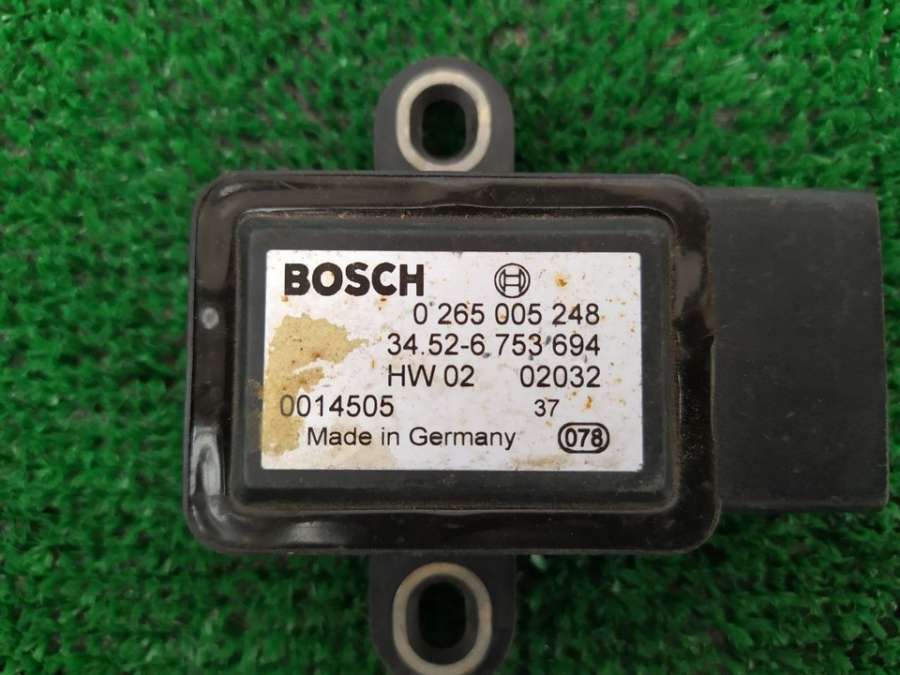 BOSCH
0 265 005 248
34.52-6 753 694
HW 02 02032
0014505 37
Made in Germany 078